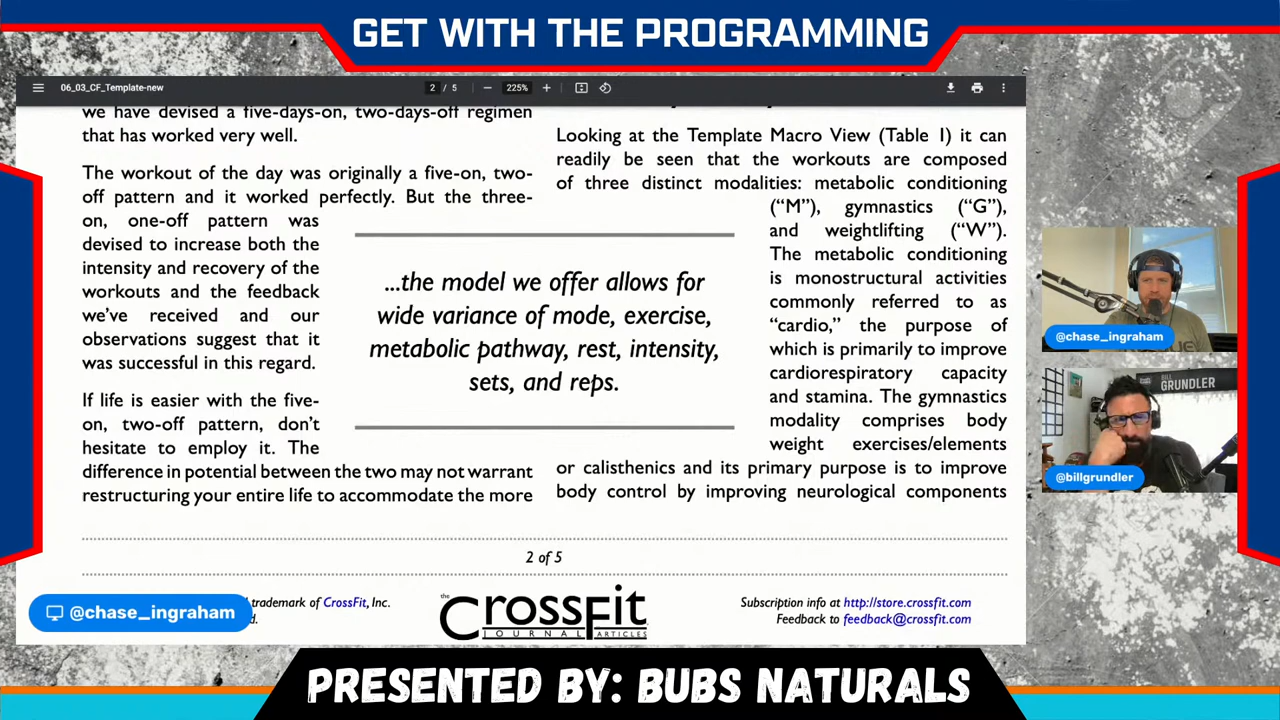 GET WITH THE PROGRAMMING
06_03_CF_Template-new
2 / 5
225%
we have devised a five-days-on, two-days-off regimen
that has worked very well.
The workout of the day was originally a five-on, two-
off pattern and it worked perfectly. But the three-
on, one-off pattern was
devised to increase both the
intensity and recovery of the
workouts and the feedback
we've received and our
observations suggest that it
was successful in this regard.
If life is easier with the five-
on, two-off pattern, don't
hesitate to employ it. The
difference in potential between the two may not warrant
restructuring your entire life to accommodate the more
...the model we offer allows for
wide variance of mode, exercise,
metabolic pathway, rest, intensity,
sets, and reps.
Looking at the Template Macro View (Table 1) it can
readily be seen that the workouts are composed
of three distinct modalities: metabolic conditioning
(“M”), gymnastics (“G”),
and weightlifting (“W”).
The metabolic conditioning
is monostructural activities
commonly referred to as
“cardio,” the purpose of
which is primarily to improve
cardiorespiratory capacity
and stamina. The gymnastics
modality comprises body
weight exercises/elements
or calisthenics and its primary purpose is to improve
body control by improving neurological components
2 of 5
trademark of CrossFit, Inc.
d.
the
CrossFit
JOURNAL ARTICLES
Subscription info at http://store.crossfit.com
Feedback to feedback@crossfit.com
@chase_ingraham
@chase_ingraham
BILL
GRUNDLER
@billgrundler
PRESENTED BY: BUBS NATURALS